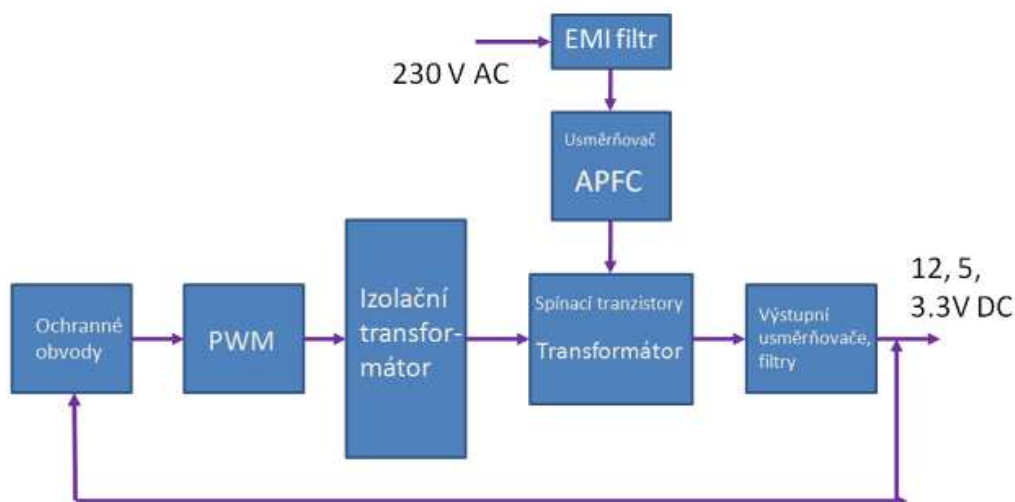 EMI filtr
230 V AC
Usměrňovač
APFC
12, 5,
3.3V DC
Ochranné
obvody
PWM
Izolační
transfor-
mátor
Spínací tranzistory
Transformátor
Výstupní
usměrňovače,
filtry